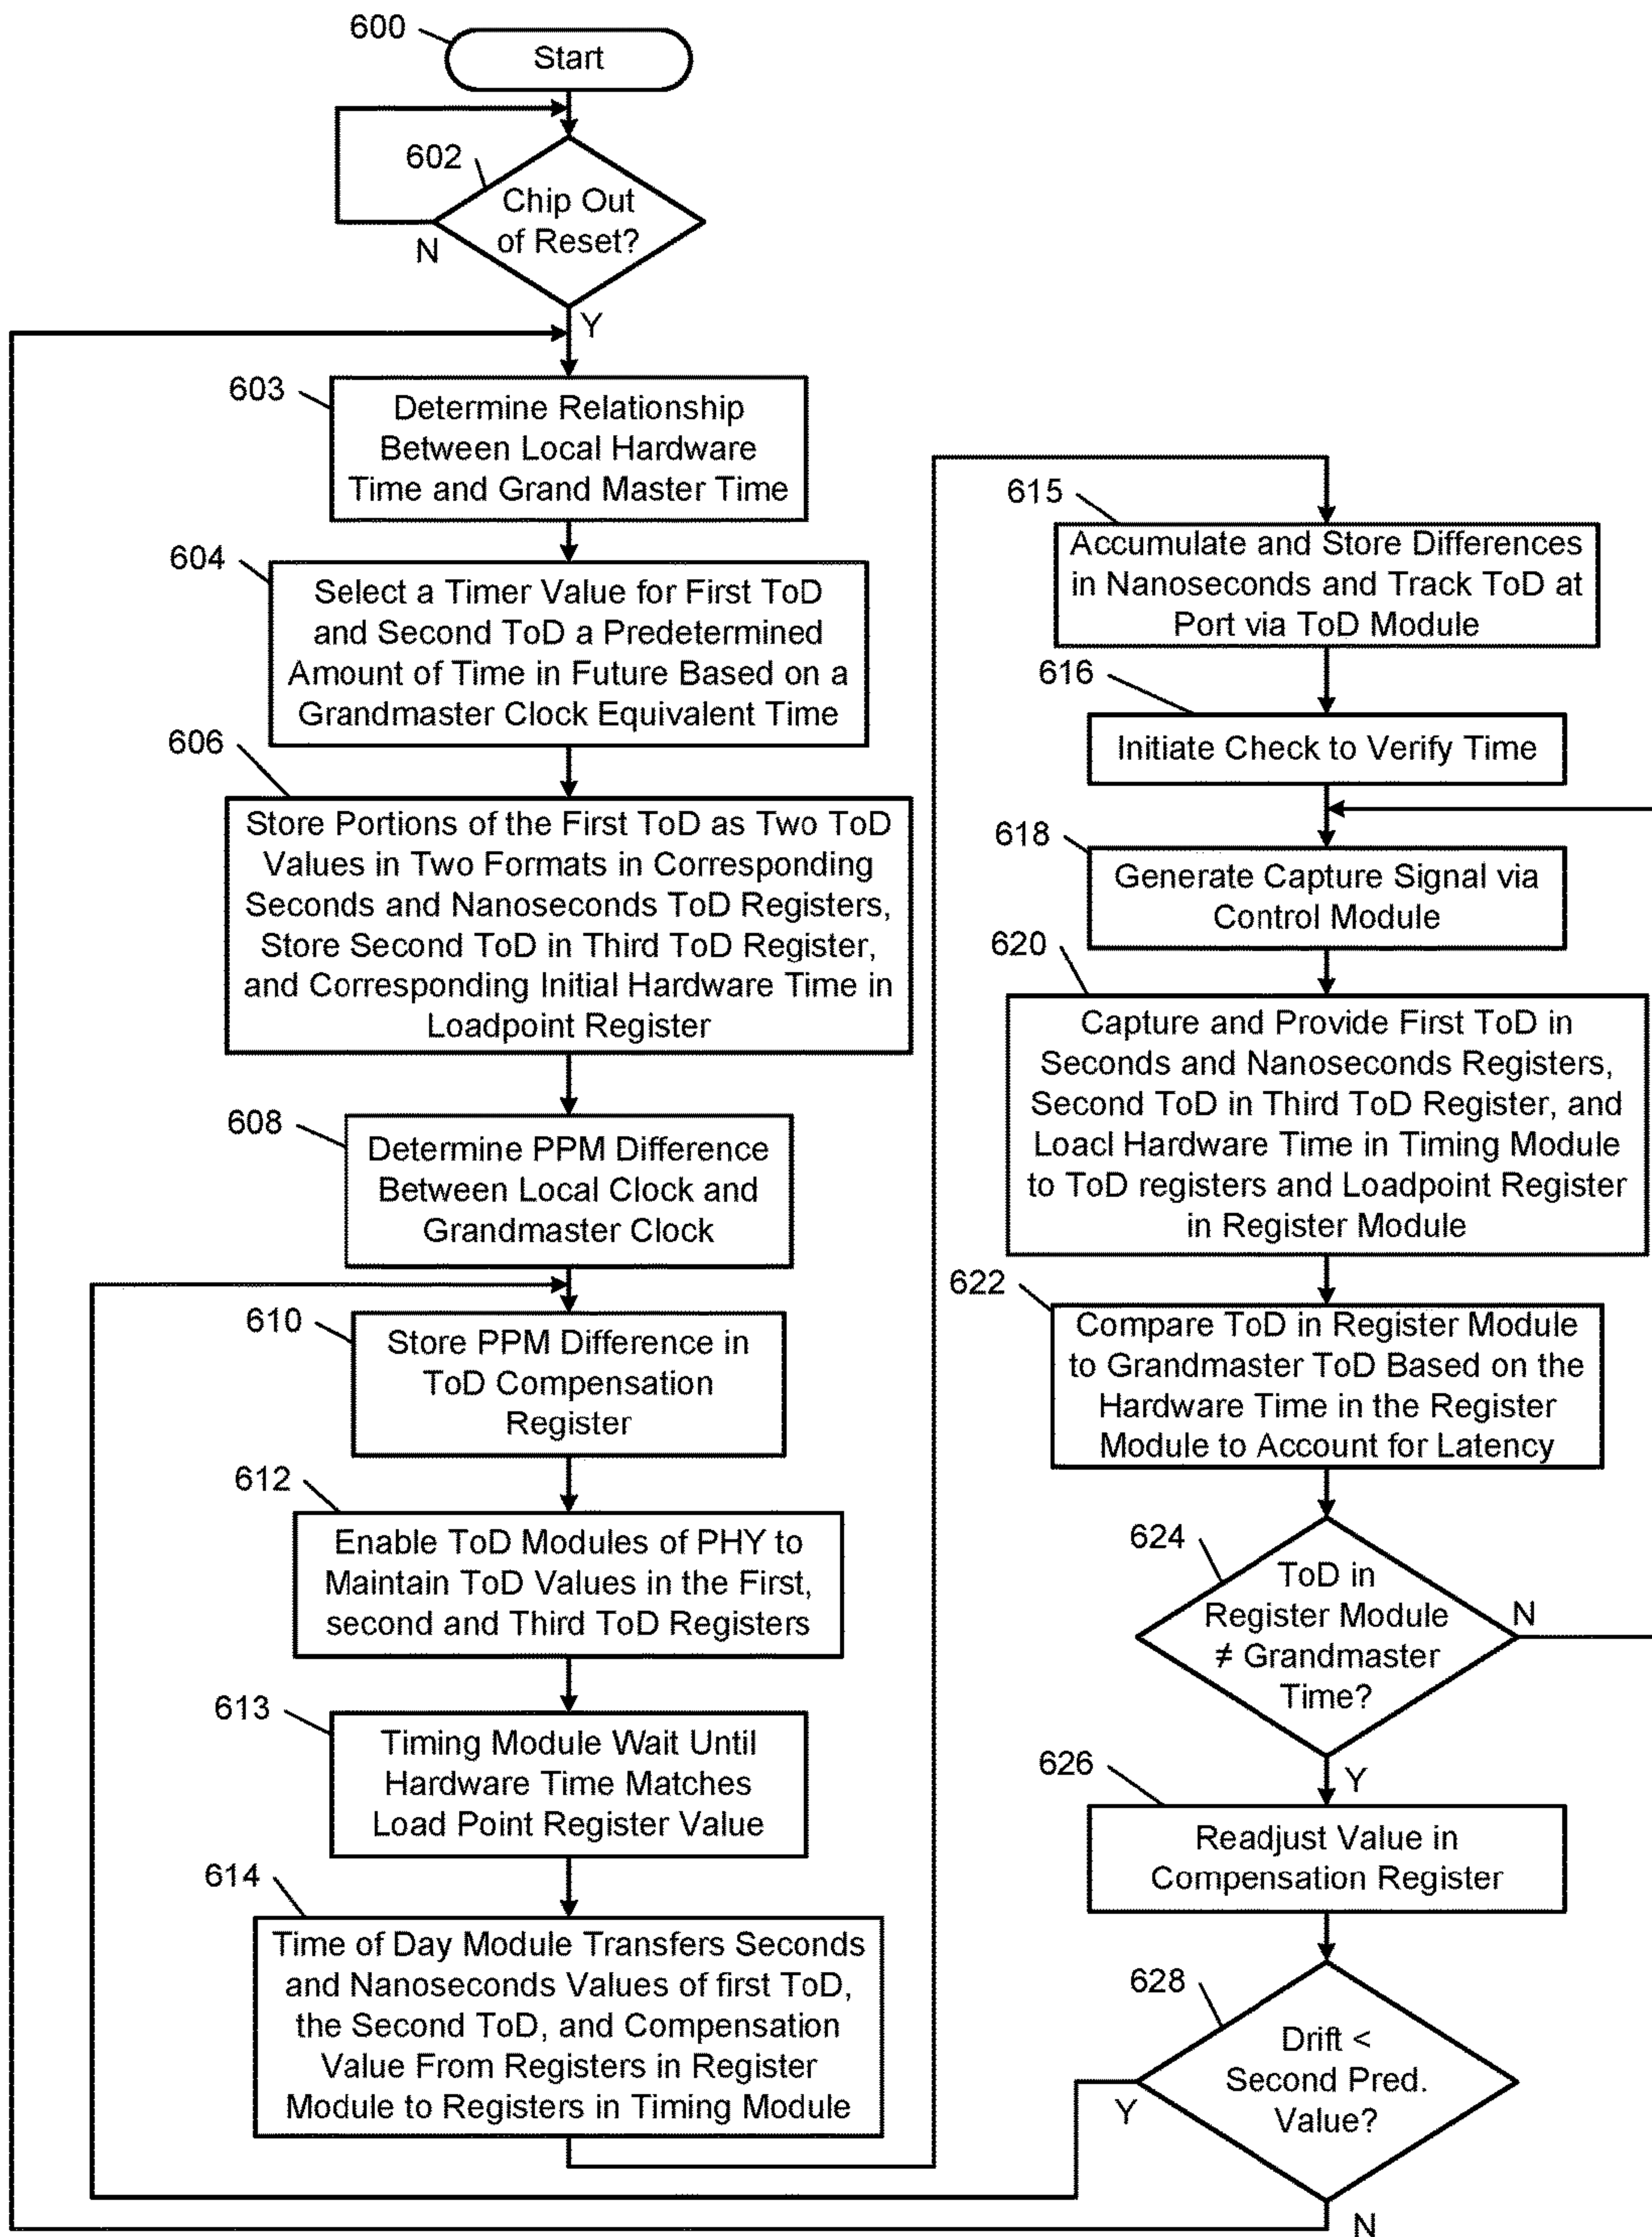 600
Start
602
Chip Out
of Reset?
N
Y
603
Determine Relationship
Between Local Hardware
Time and Grand Master Time
604
Select a Timer Value for First ToD
and Second ToD a Predetermined
Amount of Time in Future Based on a
Grandmaster Clock Equivalent Time
606
Store Portions of the First ToD as Two ToD
Values in Two Formats in Corresponding
Seconds and Nanoseconds ToD Registers,
Store Second ToD in Third ToD Register,
and Corresponding Initial Hardware Time in
Loadpoint Register
608
Determine PPM Difference
Between Local Clock and
Grandmaster Clock
610
Store PPM Difference in
ToD Compensation
Register
612
Enable ToD Modules of PHY to
Maintain ToD Values in the First,
second and Third ToD Registers
613
Timing Module Wait Until
Hardware Time Matches
Load Point Register Value
614
Time of Day Module Transfers Seconds
and Nanoseconds Values of first ToD,
the Second ToD, and Compensation
Value From Registers in Register
Module to Registers in Timing Module
615
Accumulate and Store Differences
in Nanoseconds and Track ToD at
Port via ToD Module
616
Initiate Check to Verify Time
618
Generate Capture Signal via
Control Module
620
Capture and Provide First ToD in
Seconds and Nanoseconds Registers,
Second ToD in Third ToD Register, and
Loacl Hardware Time in Timing Module
to ToD registers and Loadpoint Register
in Register Module
622
Compare ToD in Register Module
to Grandmaster ToD Based on the
Hardware Time in the Register
Module to Account for Latency
624
ToD in
Register Module
≠ Grandmaster
Time?
N
Y
626
Readjust Value in
Compensation Register
628
Drift <
Second Pred.
Value?
Y
N